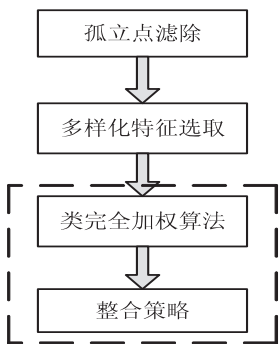 孤立点滤除
多样化特征选取
类完全加权算法
整合策略